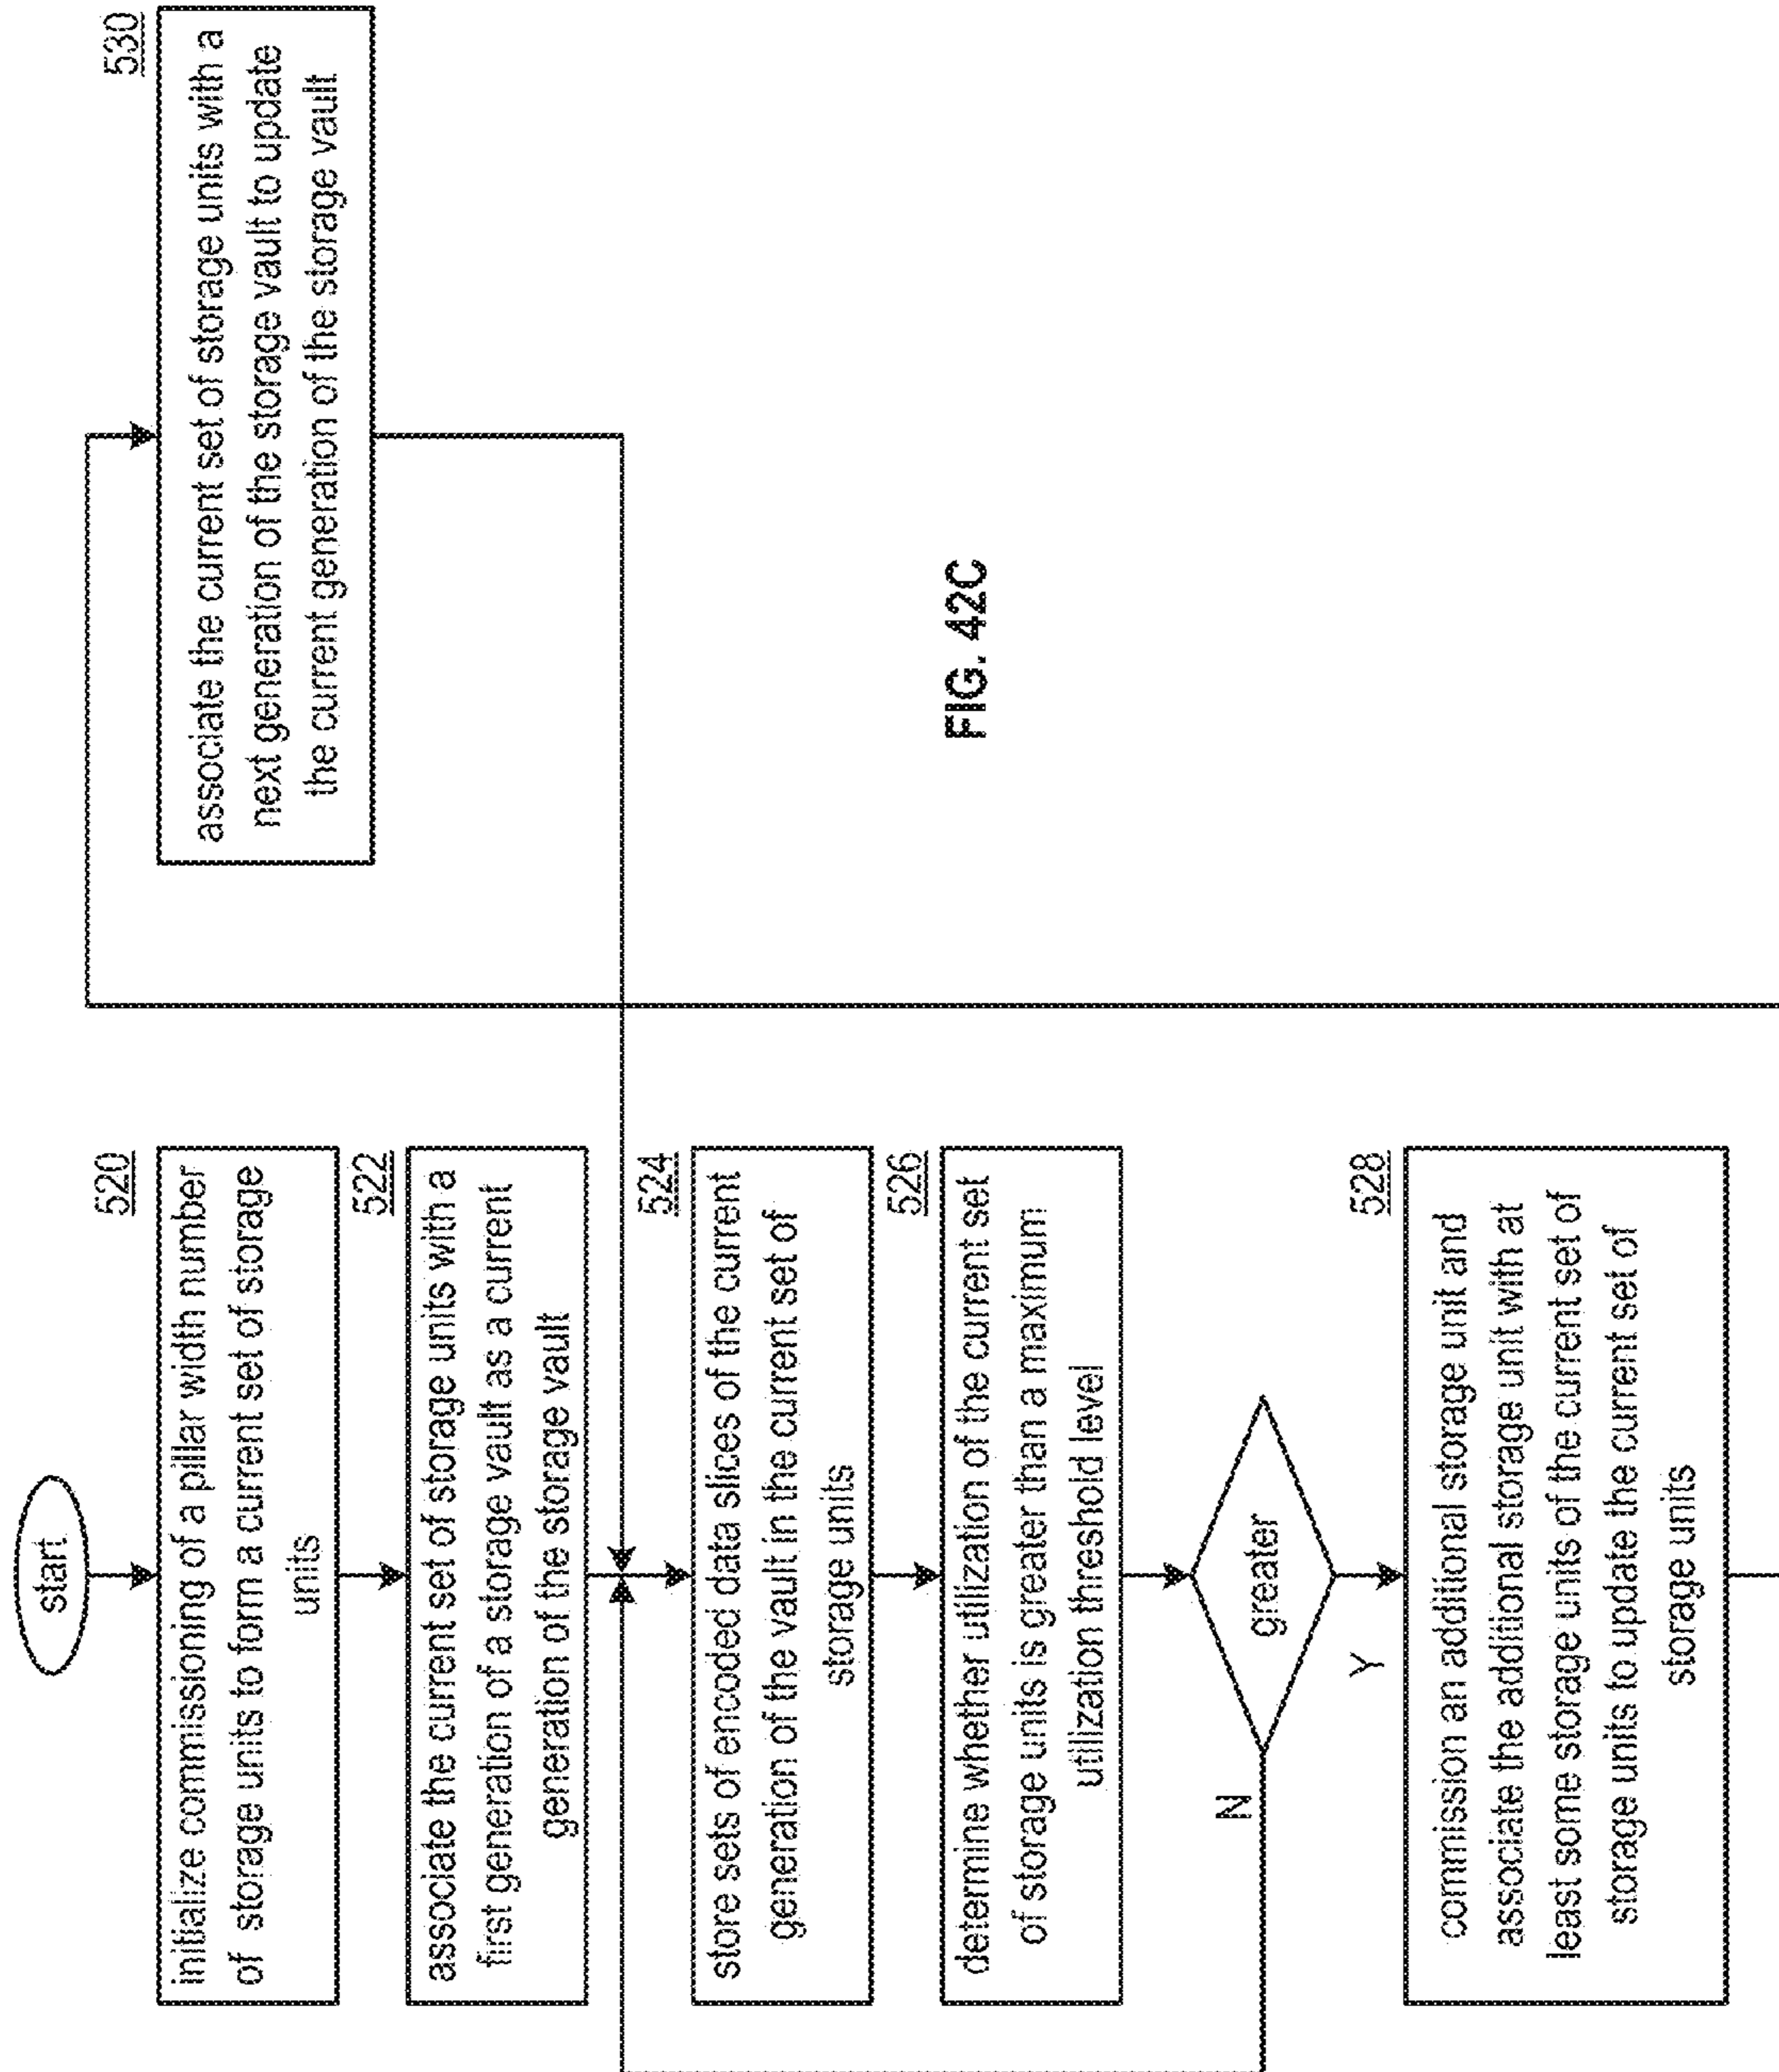 start
520
initialize commissioning of a pillar width number
of storage units to form a current set of storage
units
522
associate the current set of storage units with a
first generation of a storage vault as a current
generation of the storage vault
524
store sets of encoded data slices of the current
generation of the vault in the current set of
storage units
526
determine whether utilization of the current set
of storage units is greater than a maximum
utilization threshold level
greater
N
Y
528
commission an additional storage unit and
associate the additional storage unit with at
least some storage units of the current set of
storage units to update the current set of
storage units
530
associate the current set of storage units with a
next generation of the storage vault to update
the current generation of the storage vault
FIG. 42C